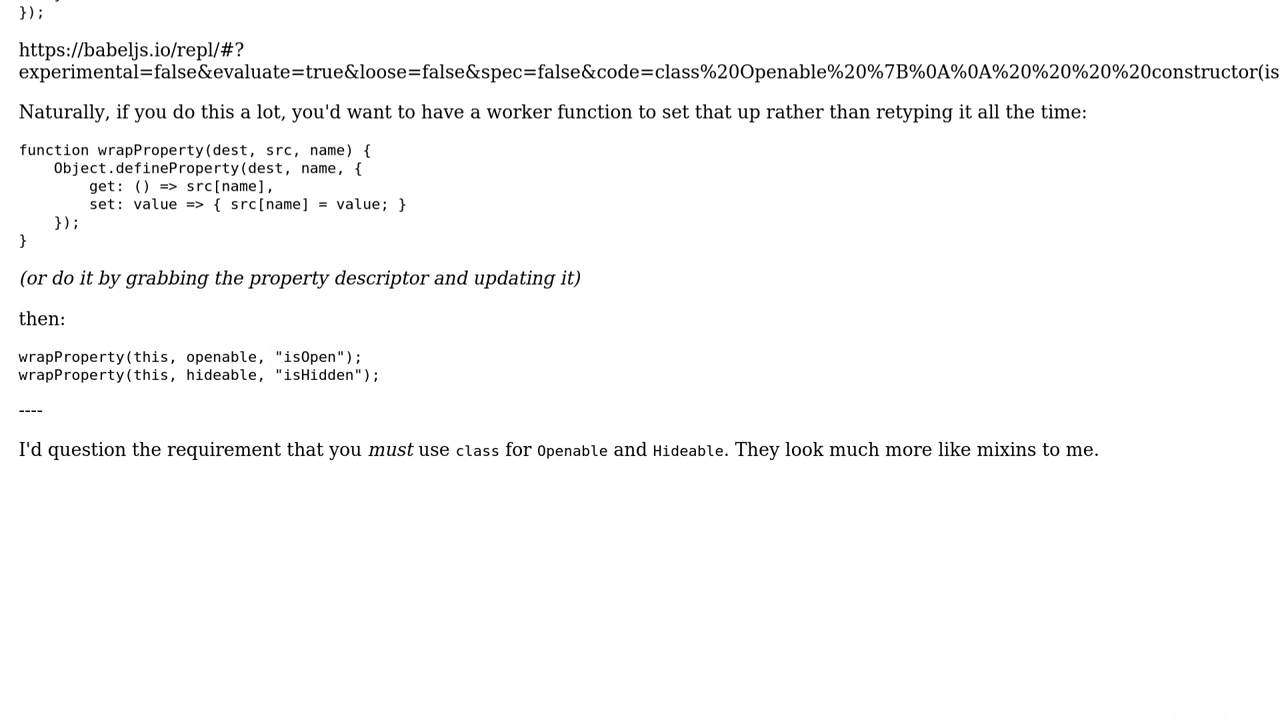 });
https://babeljs.io/repl/#?
experimental=false&evaluate=true&loose=false&spec=false&code=class%20Openable%20%7B%0A%0A%20%20%20%20constructor(is
Naturally, if you do this a lot, you'd want to have a worker function to set that up rather than retyping it all the time:
function wrapProperty(dest, src, name) {
    Object.defineProperty(dest, name, {
        get: () => src[name],
        set: value => { src[name] = value; }
    });
}
(or do it by grabbing the property descriptor and updating it)
then:
wrapProperty(this, openable, "isOpen");
wrapProperty(this, hideable, "isHidden");
----
I'd question the requirement that you must use class for Openable and Hideable. They look much more like mixins to me.